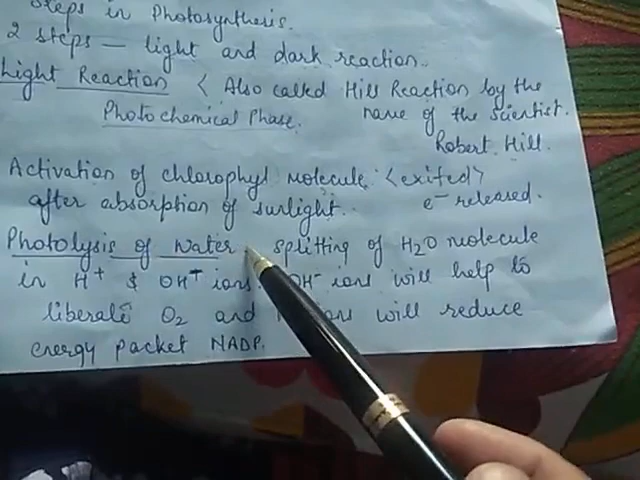 Steps in Photosynthesis.
2 steps — light and dark reaction.
Light Reaction < Also called Hill Reaction by the
Photochemical Phase. name of the scientist.
Robert Hill.
Activation of chlorophyl molecule <exited>
after absorption of sunlight. e⁻ released.
Photolysis of water splitting of H₂O molecule
in H⁺ & OH⁻ ions OH⁻ ions will help to
liberate O₂ and will reduce
energy packet NADP.